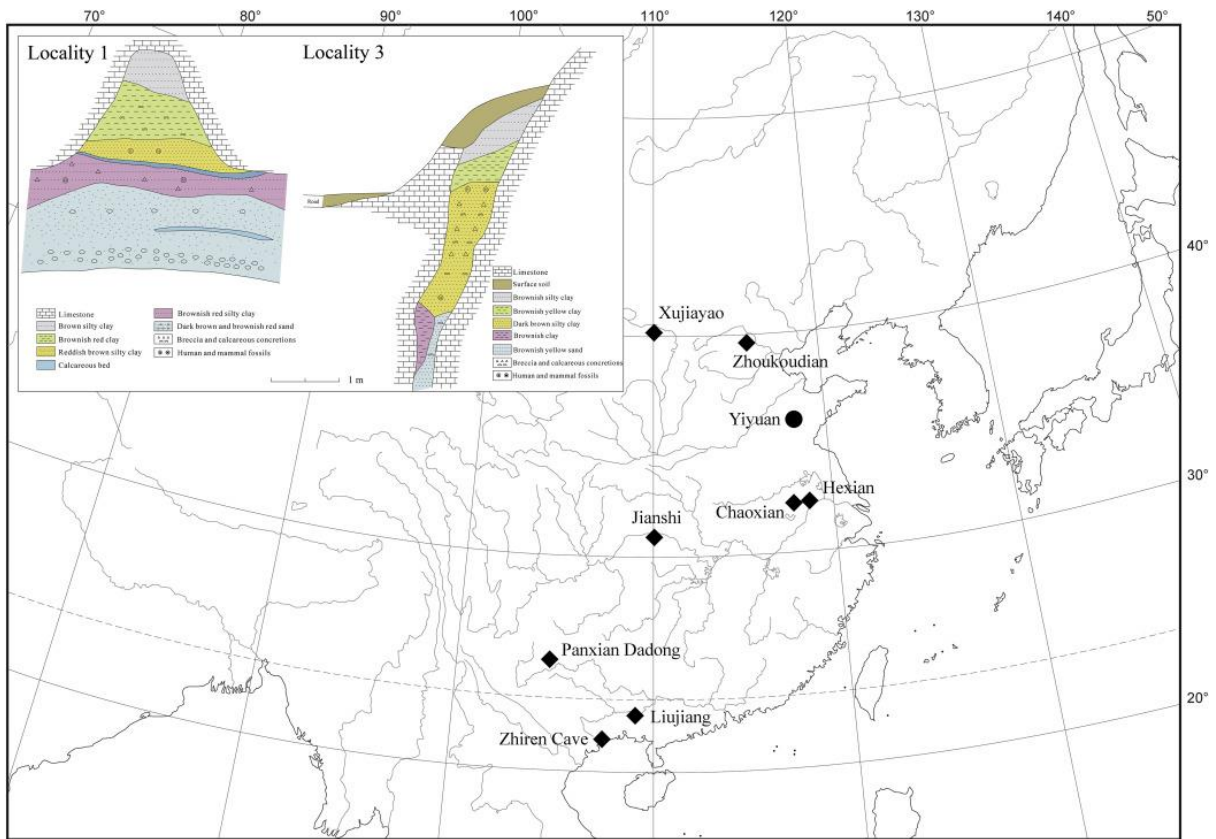 70°
80°
90°
100°
110°
120°
130°
140°
50°
Locality 1
Locality 3
Road
Limestone
Brown silty clay
Brownish red clay
Reddish brown silty clay
Calcareous bed
Brownish red silty clay
Dark brown and brownish red sand
Breccia and calcareous concretions
Human and mammal fossils
1 m
Limestone
Surface soil
Brownish silty clay
Brownish yellow clay
Dark brown silty clay
Brownish clay
Brownish yellow sand
Breccia and calcareous concretions
Human and mammal fossils
40°
Xujiayao
Zhoukoudian
Yiyuan
30°
Hexian
Chaoxian
Jianshi
Panxian Dadong
20°
Liujiang
Zhiren Cave